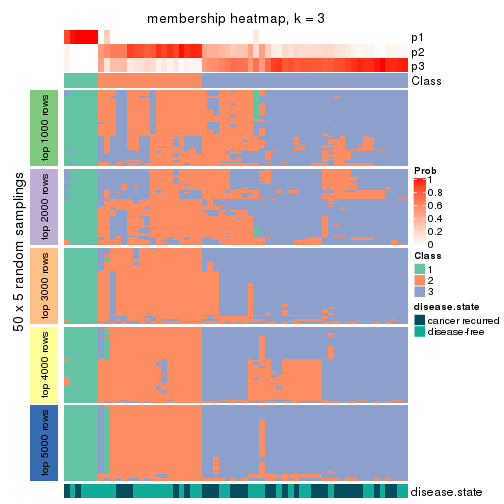 membership heatmap, k = 3
p1
p2
p3
Class
50 x 5 random samplings
top 1000 rows
top 2000 rows
top 3000 rows
top 4000 rows
top 5000 rows
Prob
1
0.8
0.6
0.4
0.2
0
Class
1
2
3
disease.state
cancer recurred
disease-free
disease.state